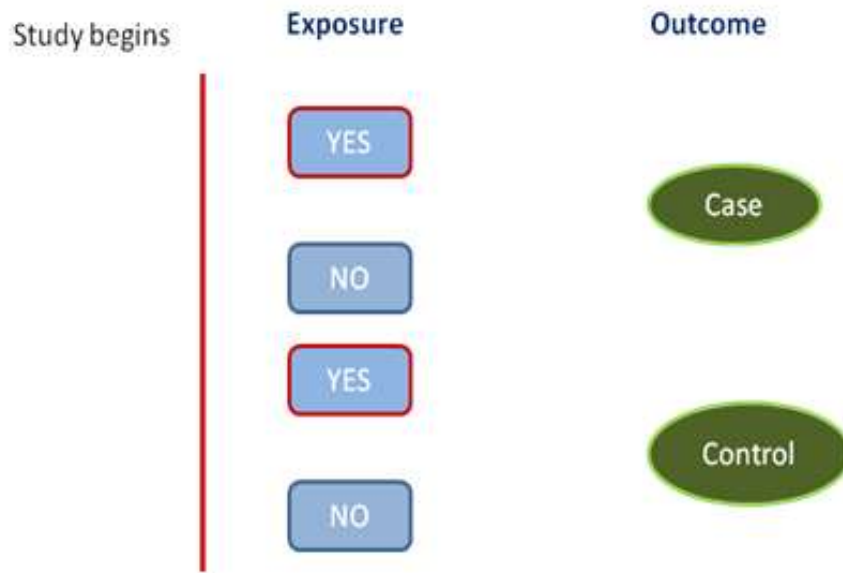 Study begins
Exposure
Outcome
YES
Case
NO
YES
Control
NO